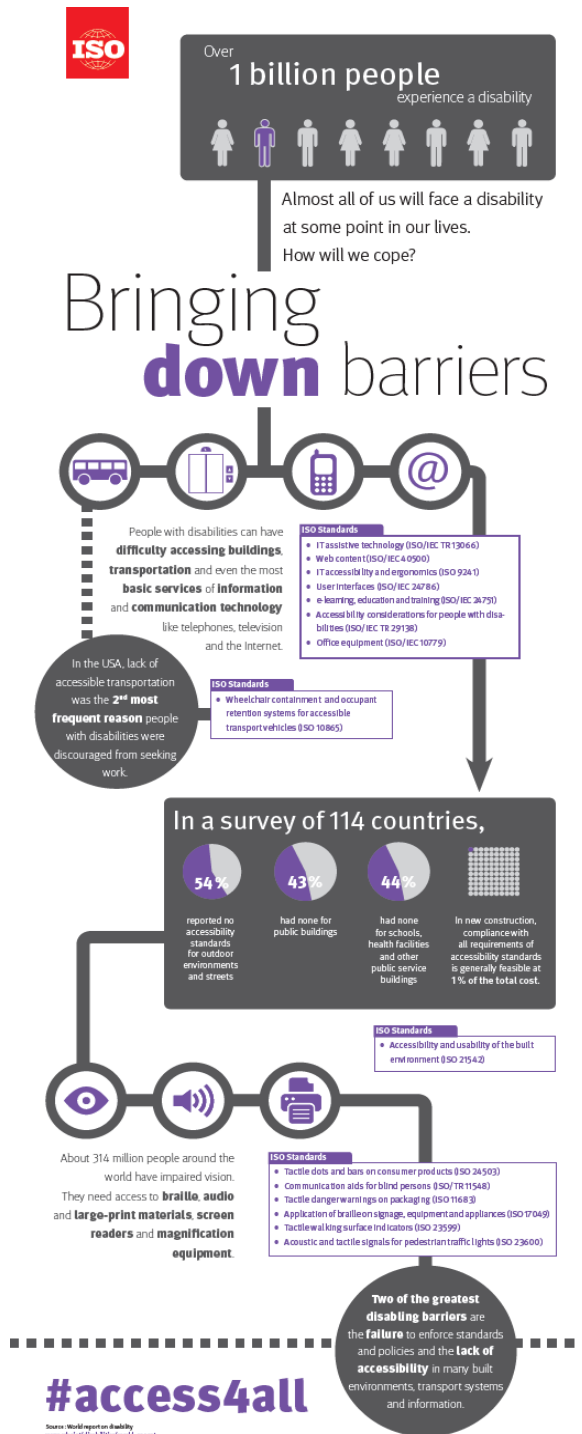 ISO
Over
1 billion people
experience a disability
Almost all of us will face a disability
at some point in our lives.
How will we cope?
Bringing
down barriers
@
People with disabilities can have
difficulty accessing buildings,
transportation and even the most
basic services of information
and communication technology
like telephones, television
and the Internet.
ISO Standards
• IT assistive technology (ISO/IEC TR 13066)
• Web content (ISO/IEC 40500)
• IT accessibility and ergonomics (ISO 9241)
• User interfaces (ISO/IEC 24786)
• e-learning, education and training (ISO/IEC 24751)
• Accessibility considerations for people with disa-
bilities (ISO/IEC TR 29138)
• Office equipment (ISO/IEC 10779)
In the USA, lack of
accessible transportation
was the 2nd most
frequent reason people
with disabilities were
discouraged from seeking
work.
ISO Standards
• Wheelchair containment and occupant
retention systems for accessible
transport vehicles (ISO 10865)
In a survey of 114 countries,
54%
reported no
accessibility
standards
for outdoor
environments
and streets
43%
had none for
public buildings
44%
had none
for schools,
health facilities
and other
public service
buildings
In new construction,
compliance with
all requirements of
accessibility standards
is generally feasible at
1% of the total cost.
ISO Standards
• Accessibility and usability of the built
environment (ISO 21542)
About 314 million people around the
world have impaired vision.
They need access to braille, audio
and large-print materials, screen
readers and magnification
equipment.
ISO Standards
• Tactile dots and bars on consumer products (ISO 24503)
• Communication aids for blind persons (ISO/TR 11548)
• Tactile danger warnings on packaging (ISO 11683)
• Application of braille on signage, equipment and appliances (ISO 17049)
• Tactile walking surface indicators (ISO 23599)
• Acoustic and tactile signals for pedestrian traffic lights (ISO 23600)
Two of the greatest
disabling barriers are
the failure to enforce standards
and policies and the lack of
accessibility in many built
environments, transport systems
and information.
#access4all
Source: World report on disability